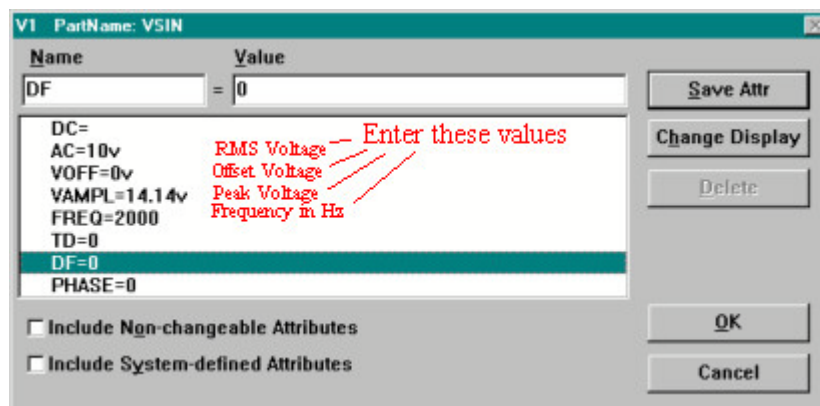 V1 PartName: VSIN
Name Value
DF = 0
Save Attr
DC=
Change Display
AC=10v RMS Voltage Enter these values
VOFF=0v Offset Voltage
VAMPL=14.14v Peak Voltage
Delete
FREQ=2000 Frequency in Hz
TD=0
DF=0
PHASE=0
Include Non-changeable Attributes
OK
Include System-defined Attributes
Cancel